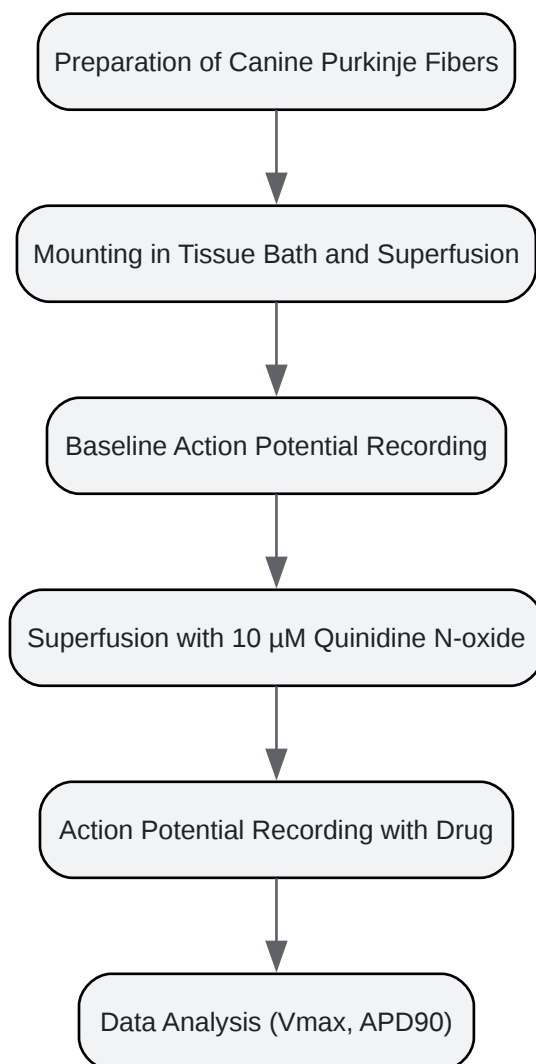 Preparation of Canine Purkinje Fibers
Mounting in Tissue Bath and Superfusion
Baseline Action Potential Recording
Superfusion with 10 µM Quinidine N-oxide
Action Potential Recording with Drug
Data Analysis (Vmax, APD90)